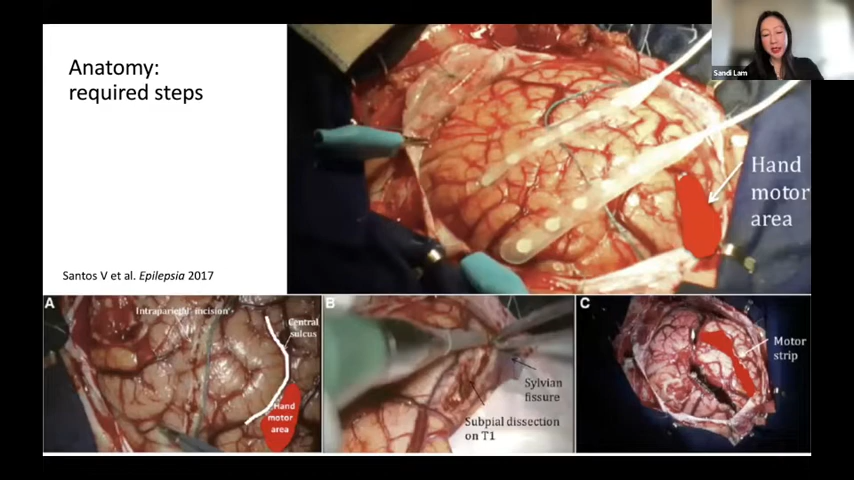 Anatomy:
required steps
Sandi Lam
Hand
motor
area
Santos V et al. Epilepsia 2017
A
Intraparietal incision
Central
sulcus
Hand
motor
area
B
Sylvian
fissure
Subpial dissection
on T1
C
Motor
strip